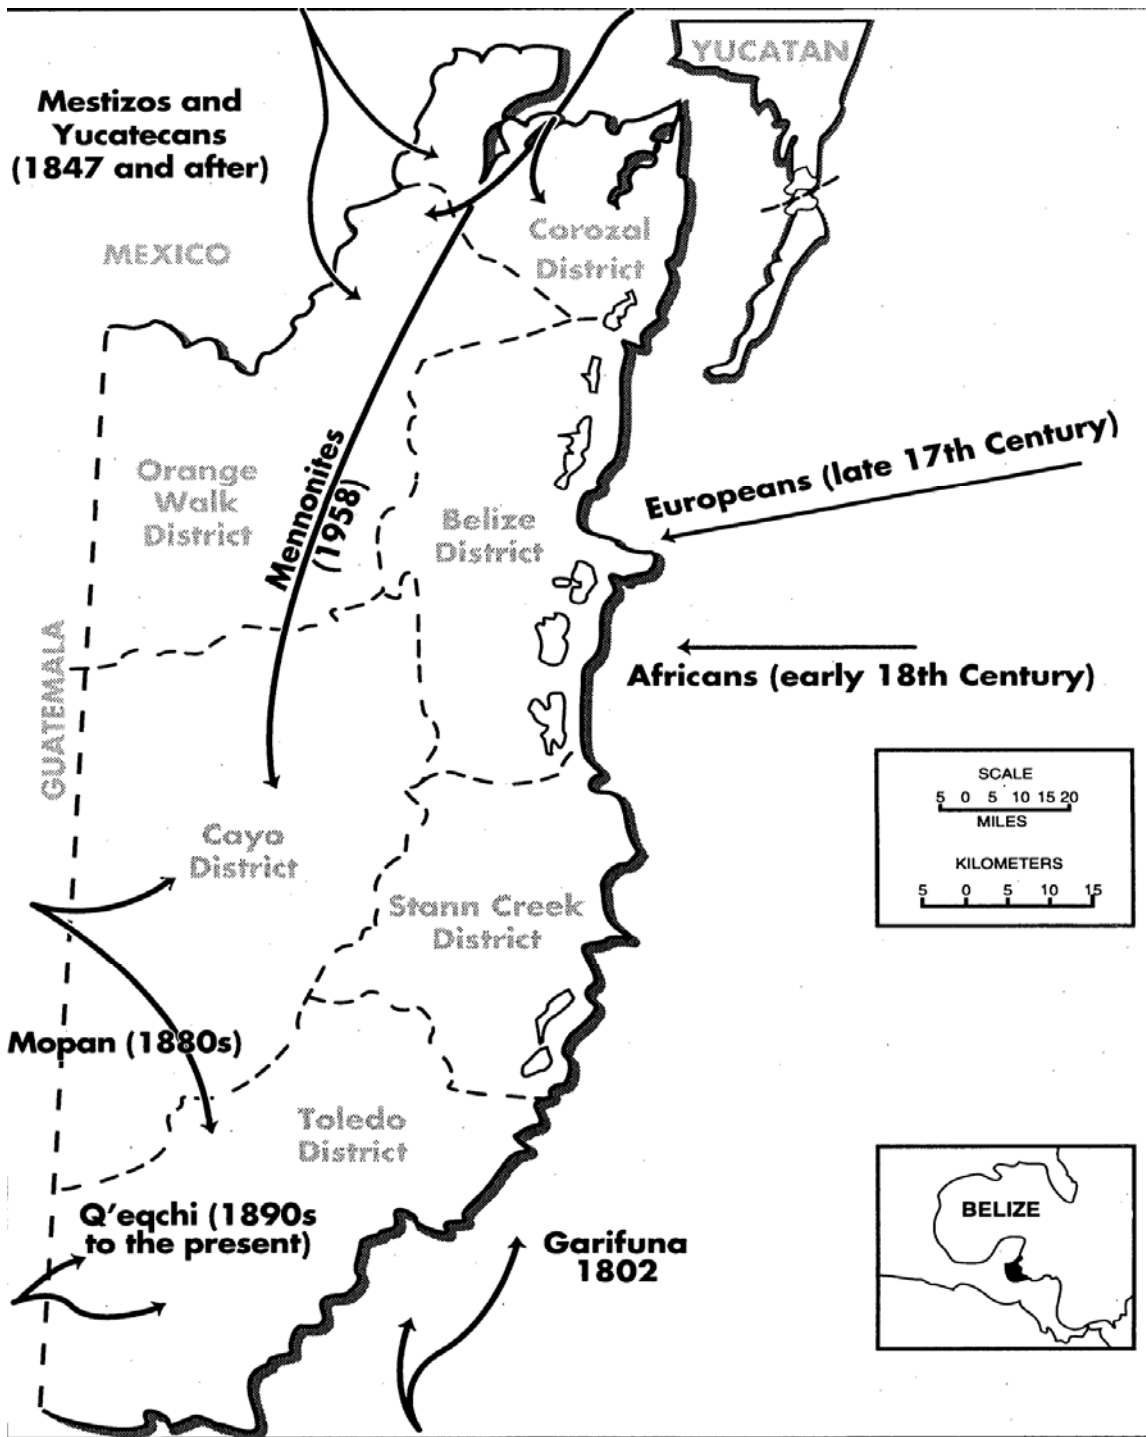 YUCATAN
Mestizos and
Yucatecans
(1847 and after)
MEXICO
Corozal
District
Orange
Walk
District
Mennonites
(1958)
Belize
District
Europeans (late 17th Century)
Africans (early 18th Century)
GUATEMALA
SCALE
5 0 5 10 15 20
MILES
KILOMETERS
5 0 5 10 15
Cayo
District
Stann Creek
District
Mopan (1880s)
Toledo
District
Q'eqchi (1890s
to the present)
Garifuna
1802
BELIZE